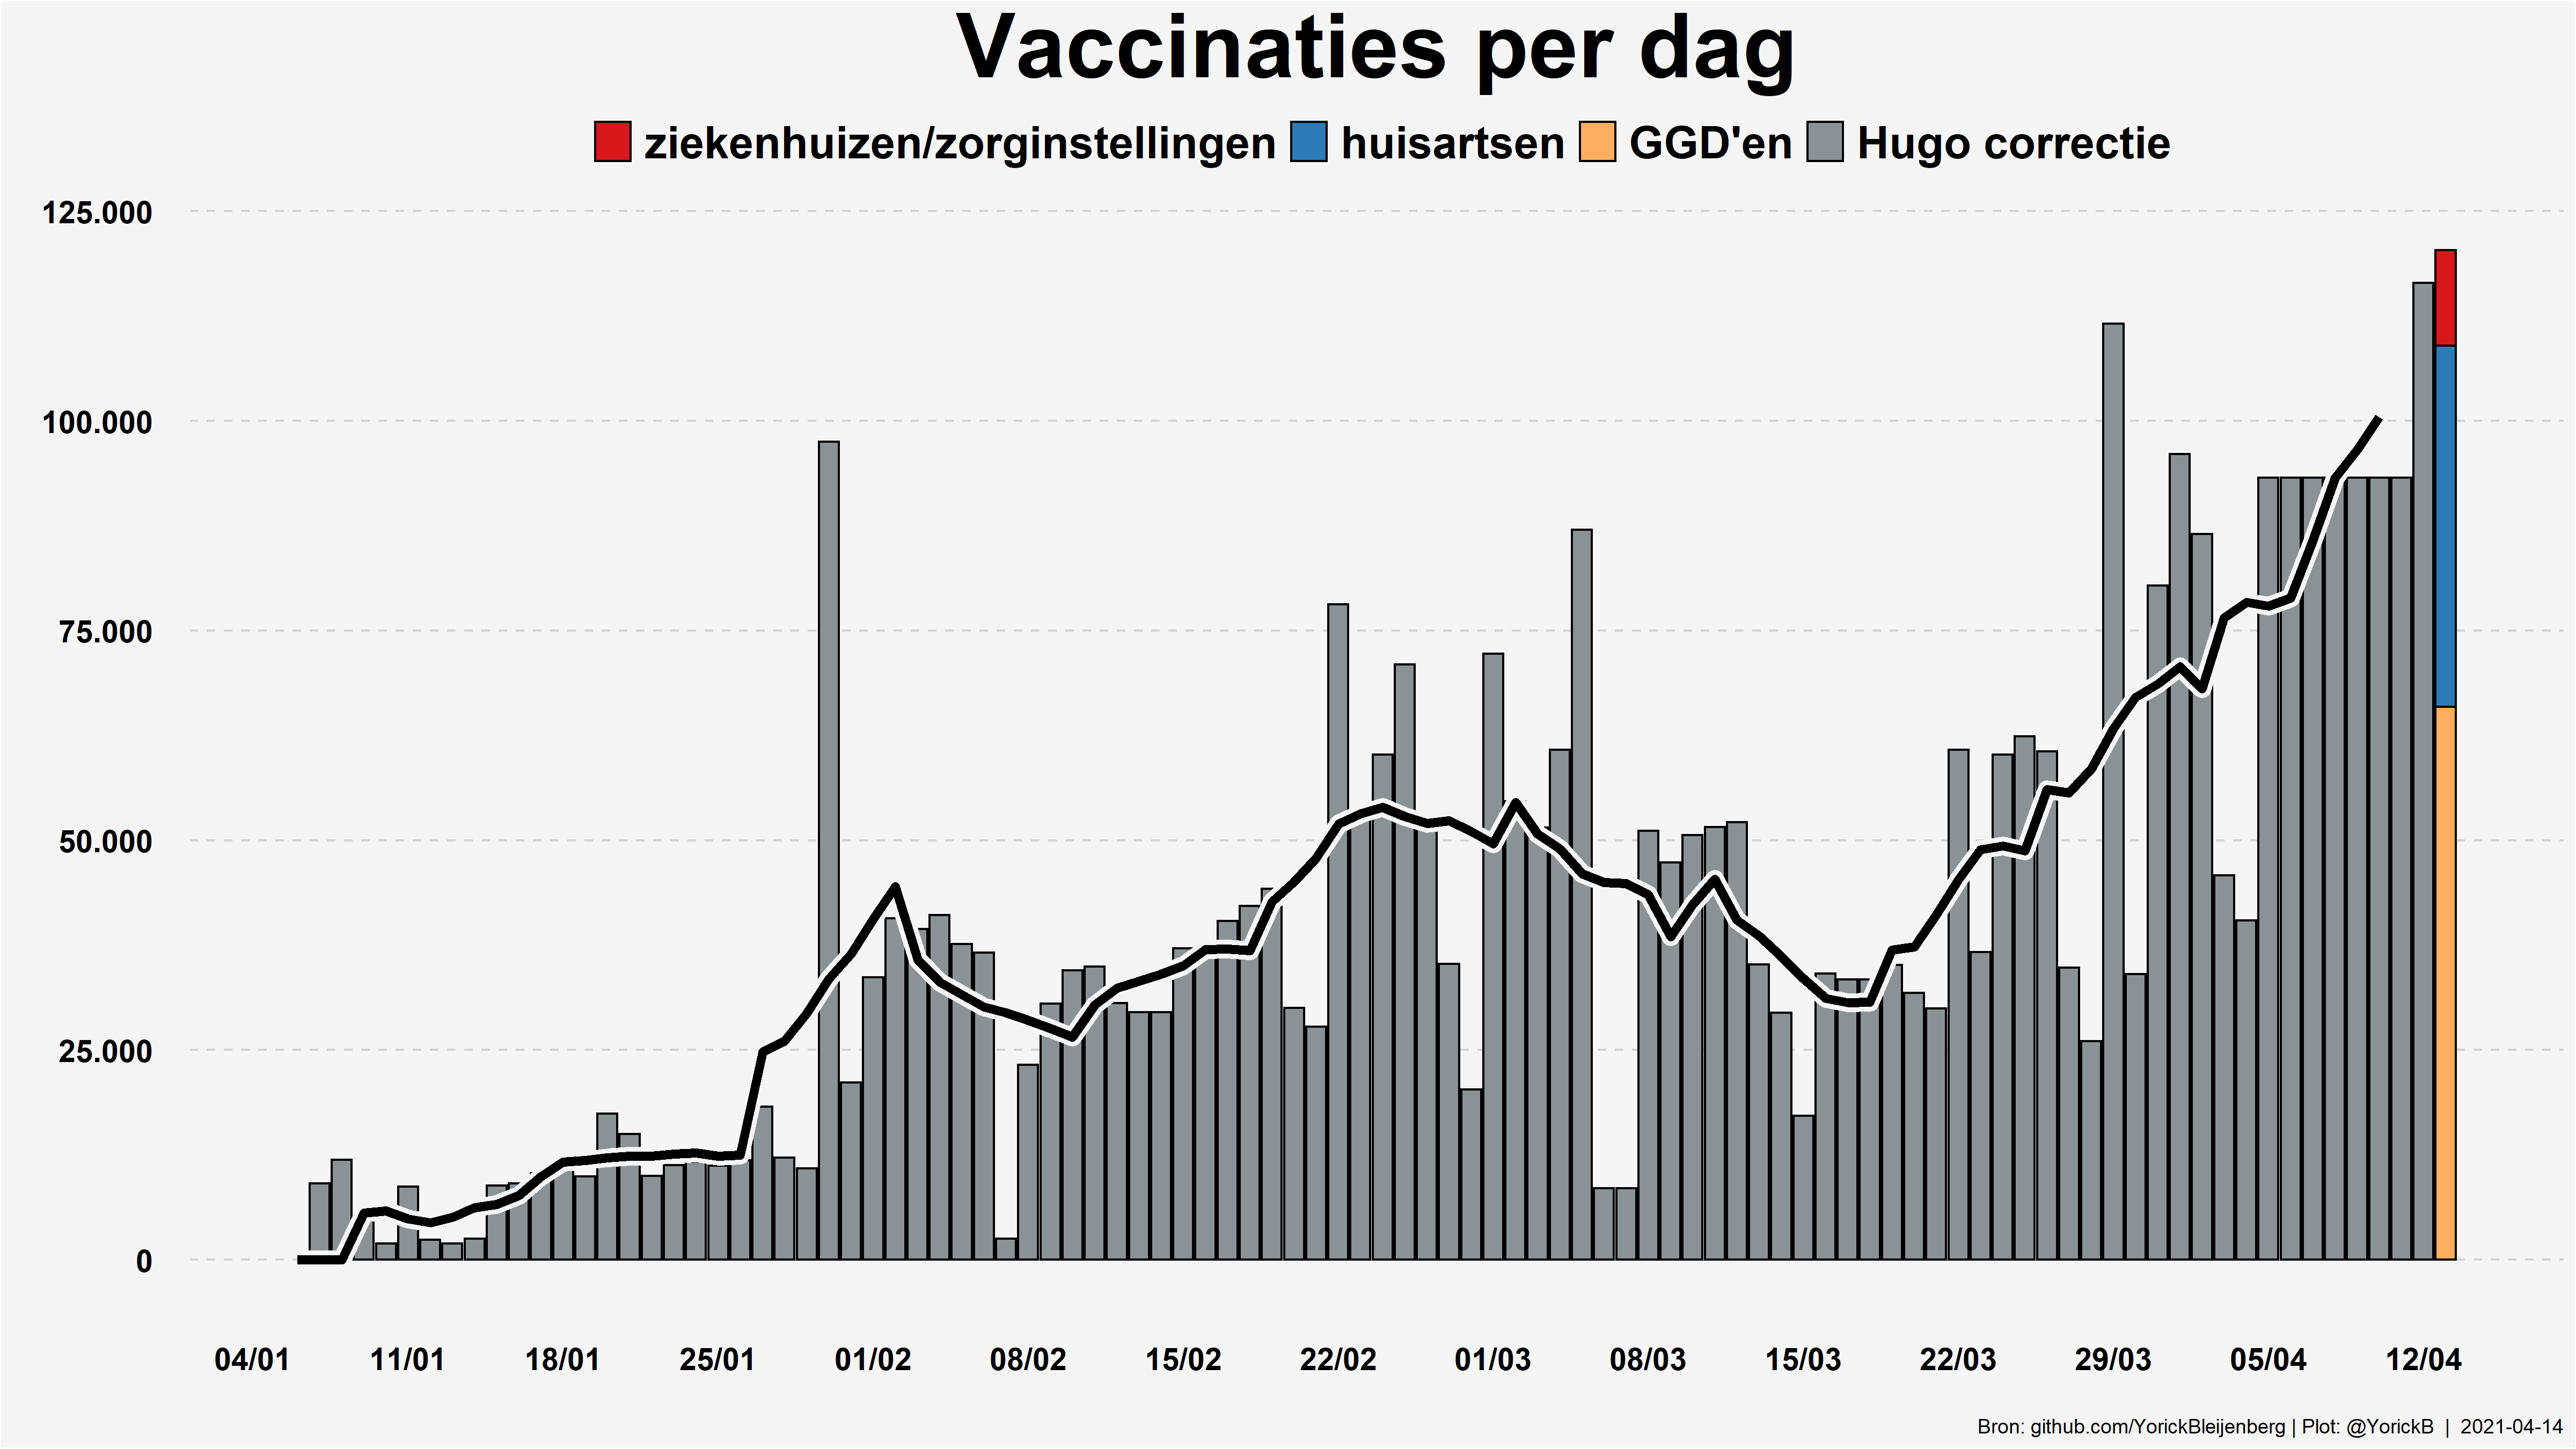 Vaccinaties per dag
ziekenhuizen/zorginstellingen huisartsen GGD'en Hugo correctie
125.000
100.000
75.000
50.000
25.000
0
04/01 11/01 18/01 25/01 01/02 08/02 15/02 22/02 01/03 08/03 15/03 22/03 29/03 05/04 12/04
Bron: github.com/YorickBleijenberg | Plot: @YorickB | 2021-04-14